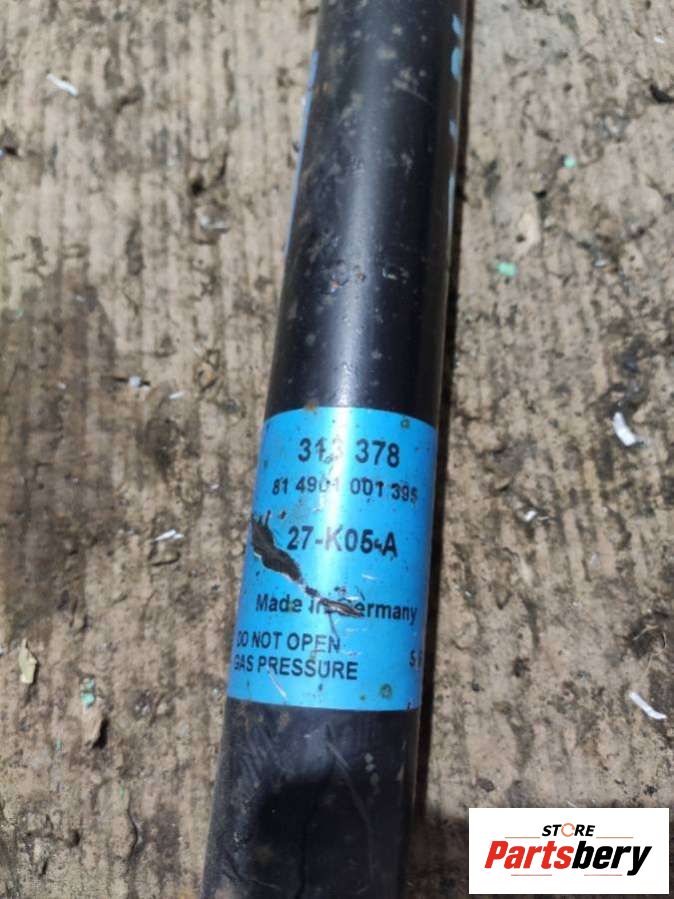 313 378
81 4901 001 395
27-K05-A
Made in Germany
DO NOT OPEN
GAS PRESSURE
STORE
Partsbery